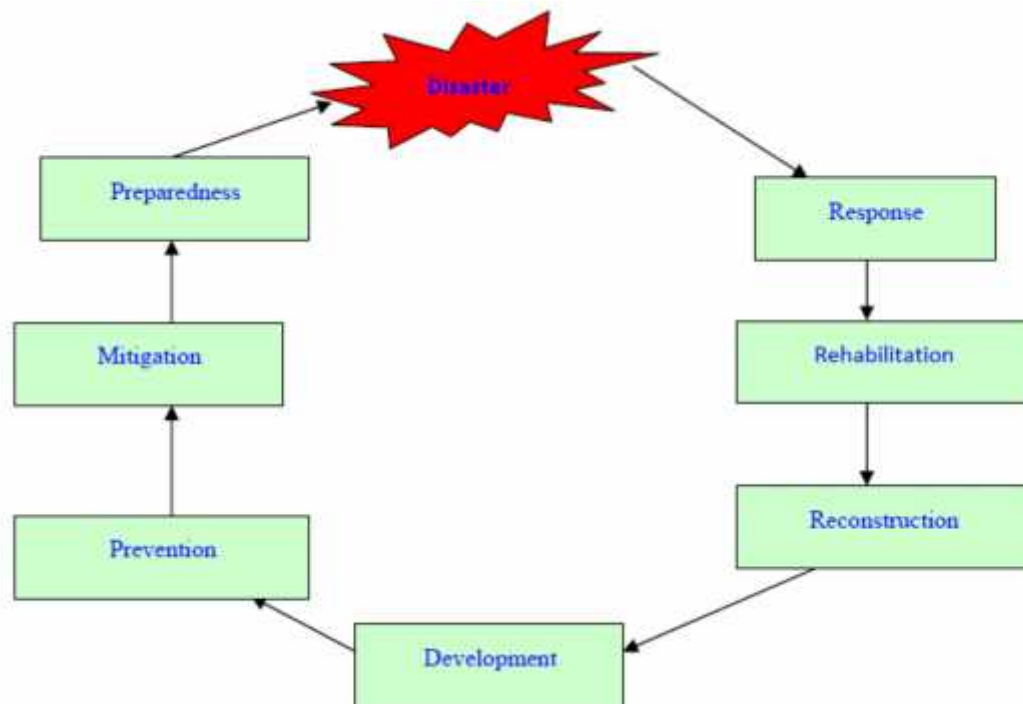 Disaster
Preparedness
Response
Mitigation
Rehabilitation
Prevention
Reconstruction
Development